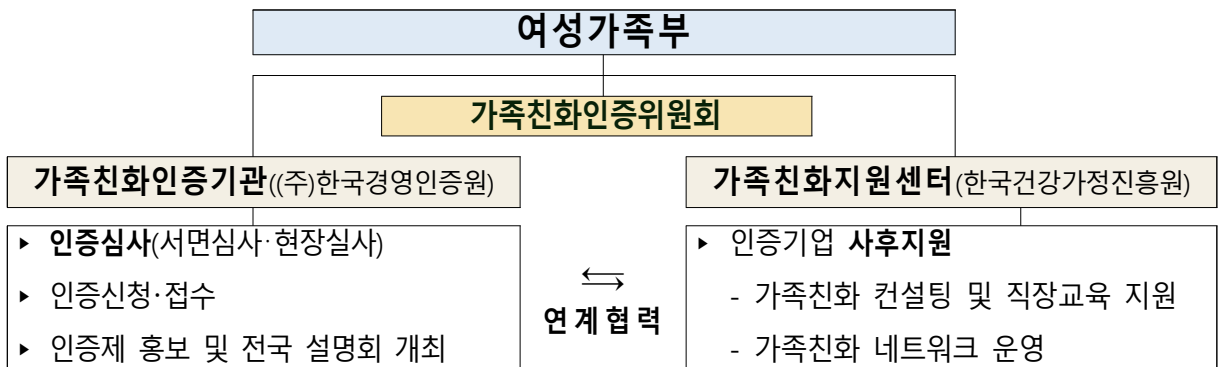 여성가족부
가족친화인증위원회
가족친화인증기관((주)한국경영인증원)
▸ 인증심사(서면심사·현장실사)
▸ 인증신청·접수
▸ 인증제 홍보 및 전국 설명회 개최
⇆
연계협력
가족친화지원센터(한국건강가정진흥원)
▸ 인증기업 사후지원
- 가족친화 컨설팅 및 직장교육 지원
- 가족친화 네트워크 운영